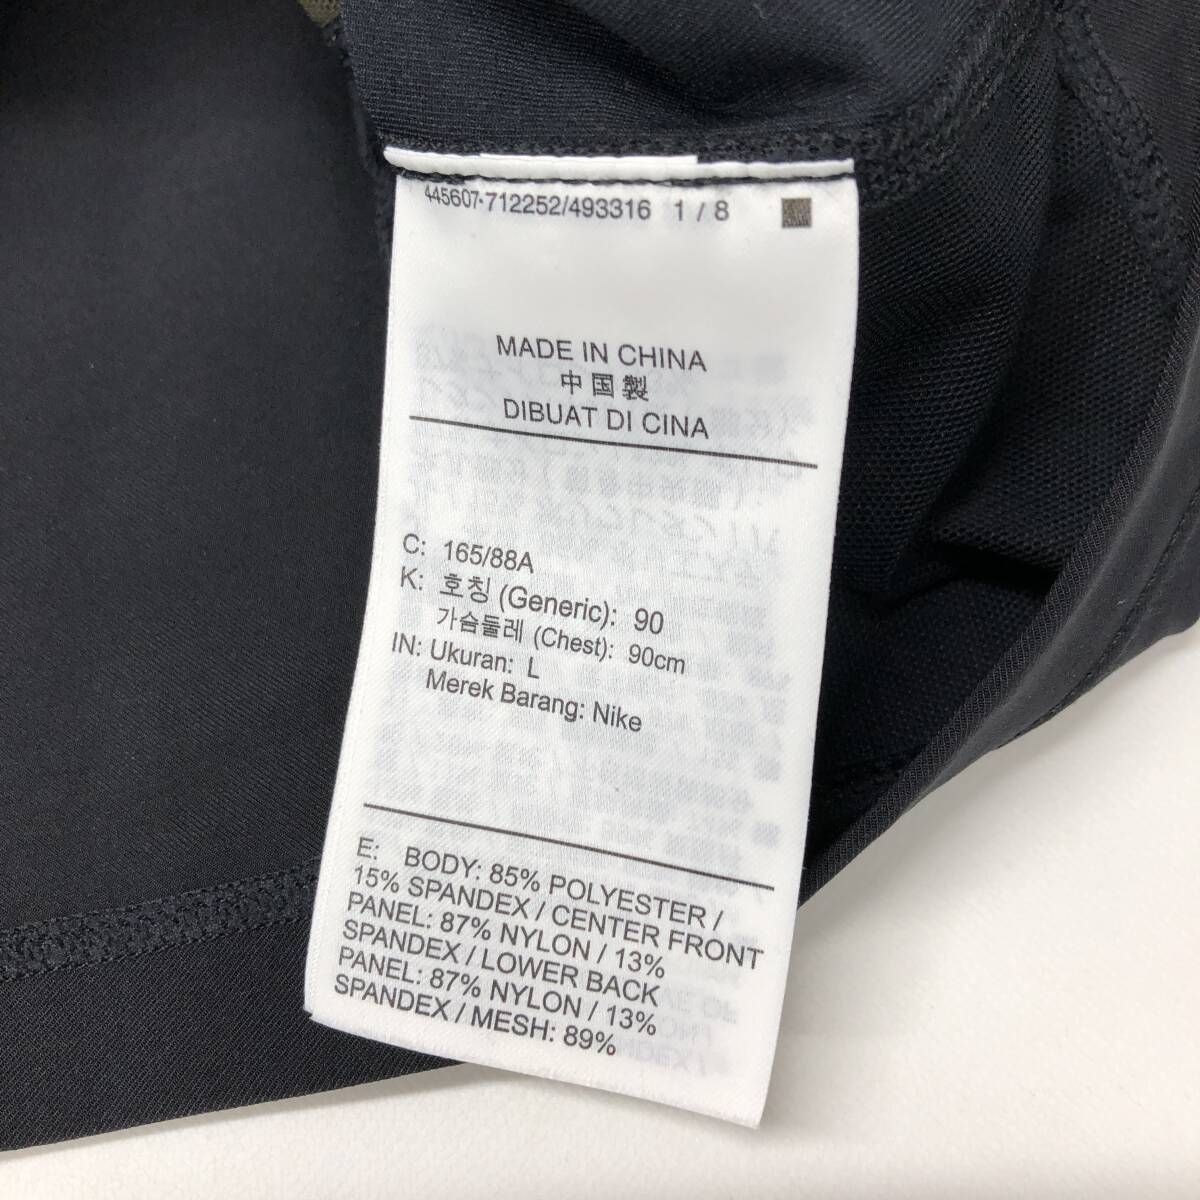 445607-712252/493316 1 / 8
MADE IN CHINA
中国製
DIBUAT DI CINA
C: 165/88A
K: 호칭 (Generic): 90
가슴둘레 (Chest): 90cm
IN: Ukuran: L
Merek Barang: Nike
E: BODY: 85% POLYESTER /
15% SPANDEX / CENTER FRONT
PANEL: 87% NYLON / 13%
SPANDEX / LOWER BACK
PANEL: 87% NYLON / 13%
SPANDEX / MESH: 89%